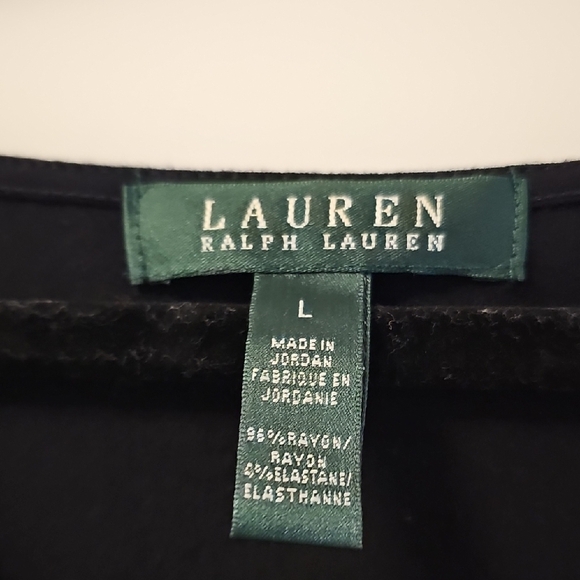 LAUREN
RALPH LAUREN
L
MADE IN
JORDAN
FABRIQUE EN
JORDANIE
96%RAYON/
RAYON
4%ELASTANE/
ELASTHANNE